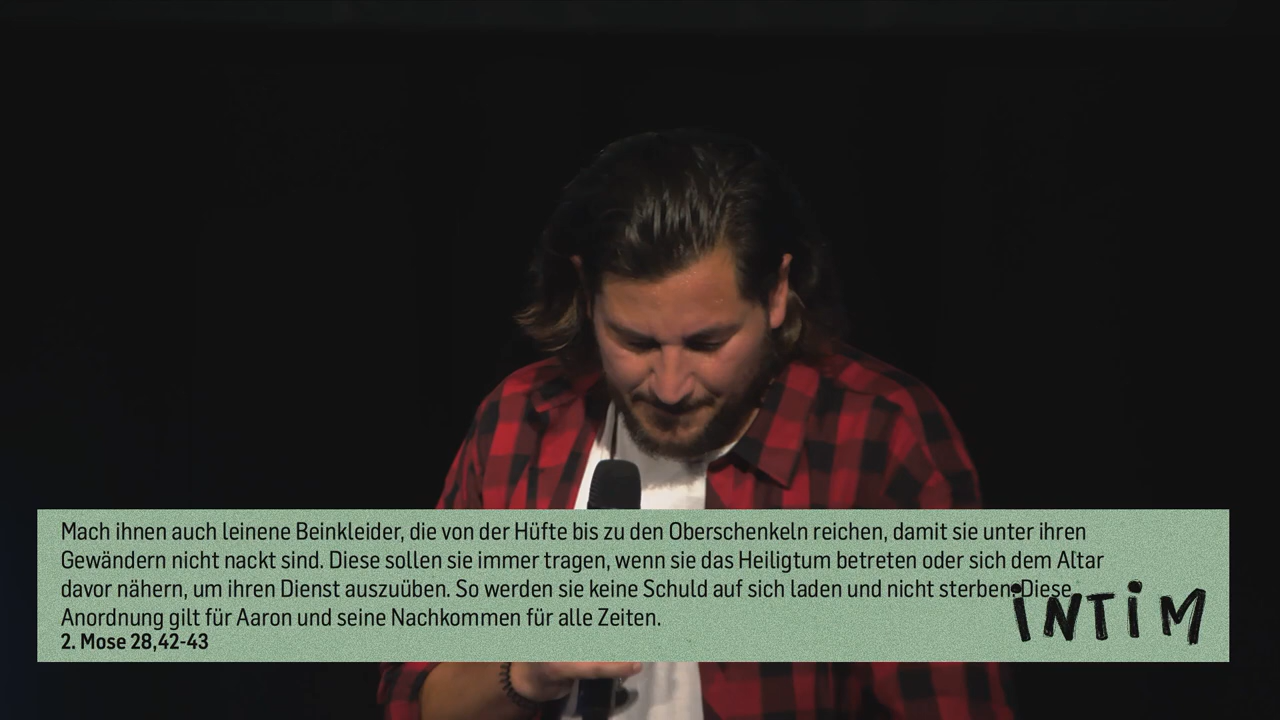 Mach ihnen auch leinene Beinkleider, die von der Hüfte bis zu den Oberschenkeln reichen, damit sie unter ihren
Gewändern nicht nackt sind. Diese sollen sie immer tragen, wenn sie das Heiligtum betreten oder sich dem Altar
davor nähern, um ihren Dienst auszuüben. So werden sie keine Schuld auf sich laden und nicht sterben.Diese
Anordnung gilt für Aaron und seine Nachkommen für alle Zeiten.
2. Mose 28,42-43
iNTiM